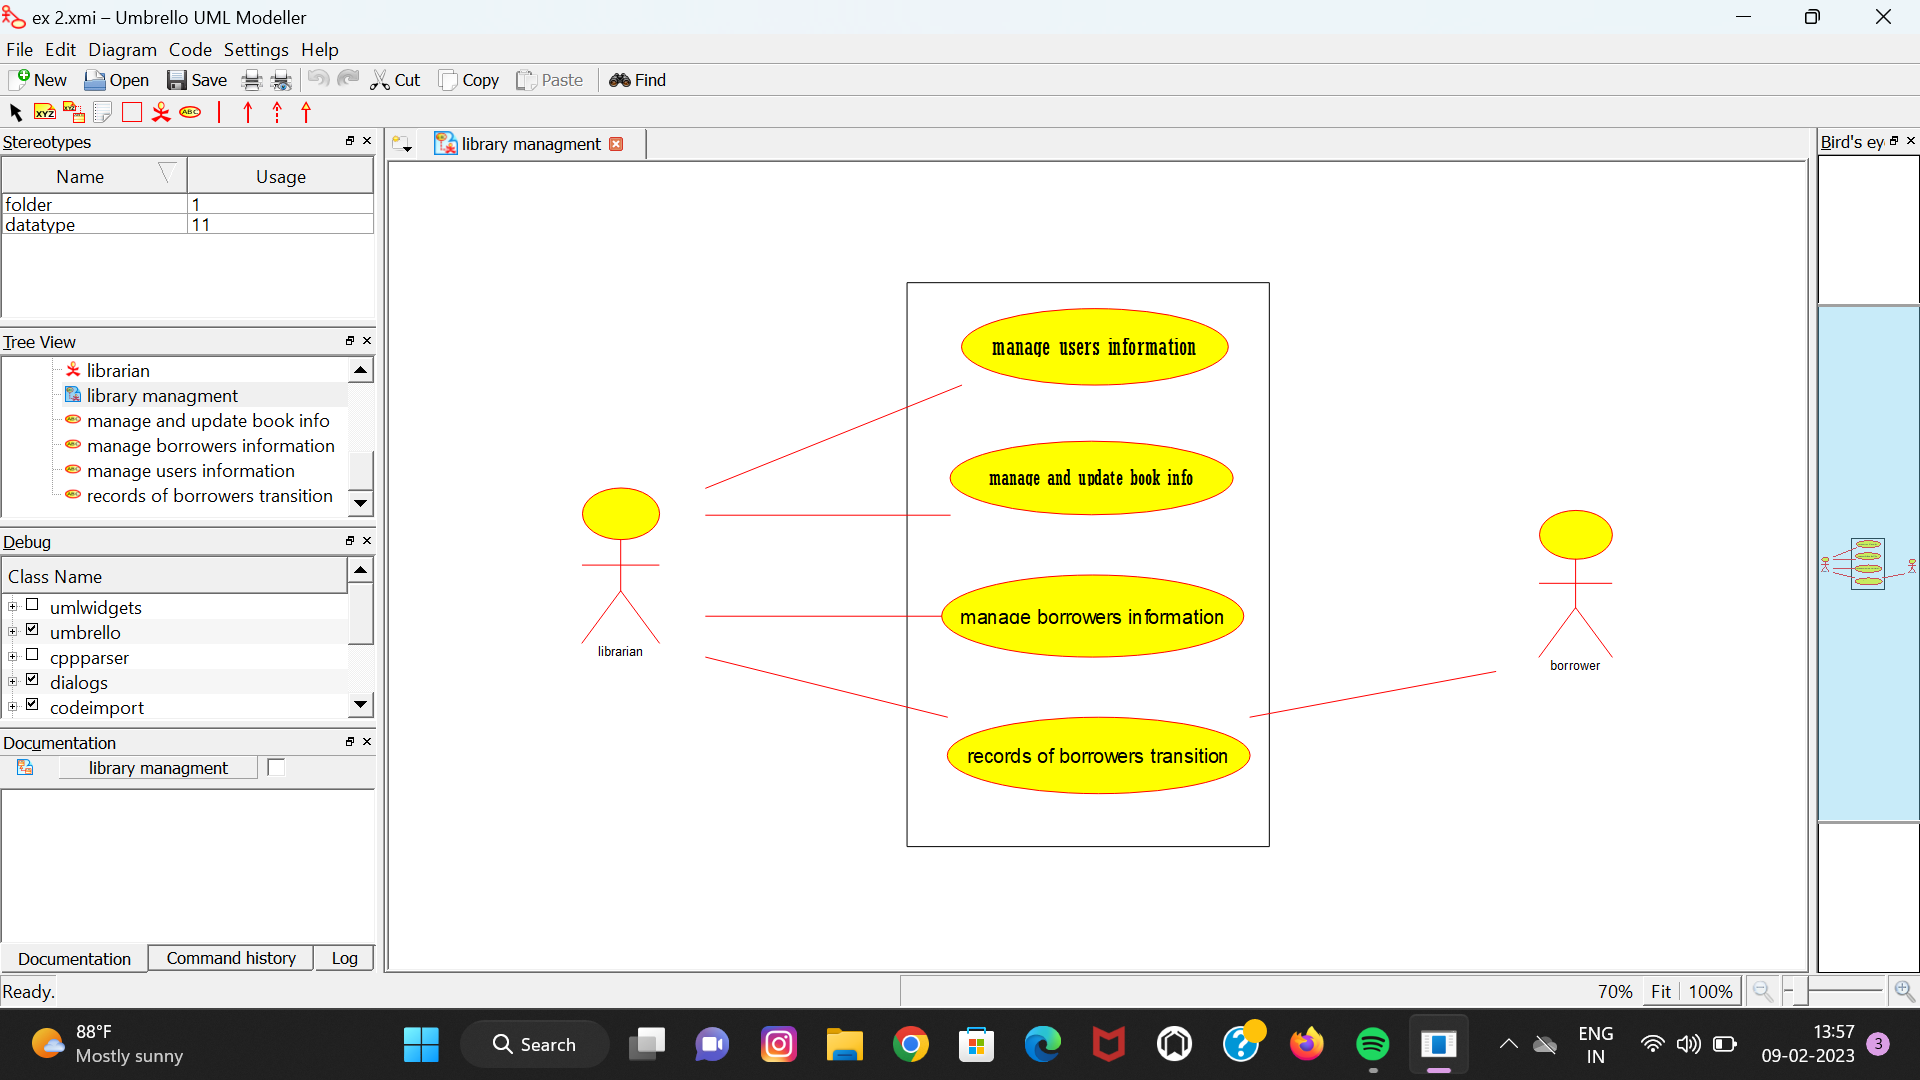 ex 2.xmi – Umbrello UML Modeller
File Edit Diagram Code Settings Help
New Open Save Cut Copy Paste Find
XYZ XYZ ABC
Stereotypes
Name Usage
folder 1
datatype 11
Tree View
librarian
library managment
manage and update book info
manage borrowers information
manage users information
records of borrowers transition
Debug
Class Name
umlwidgets
umbrello
cppparser
dialogs
codeimport
Documentation
library managment
Documentation Command history Log
Ready.
library managment
manage users information
manage and update book info
manage borrowers information
records of borrowers transition
librarian
borrower
Bird's ey
70% Fit 100%
88°F
Mostly sunny
Search
ENG
IN
13:57
09-02-2023
3